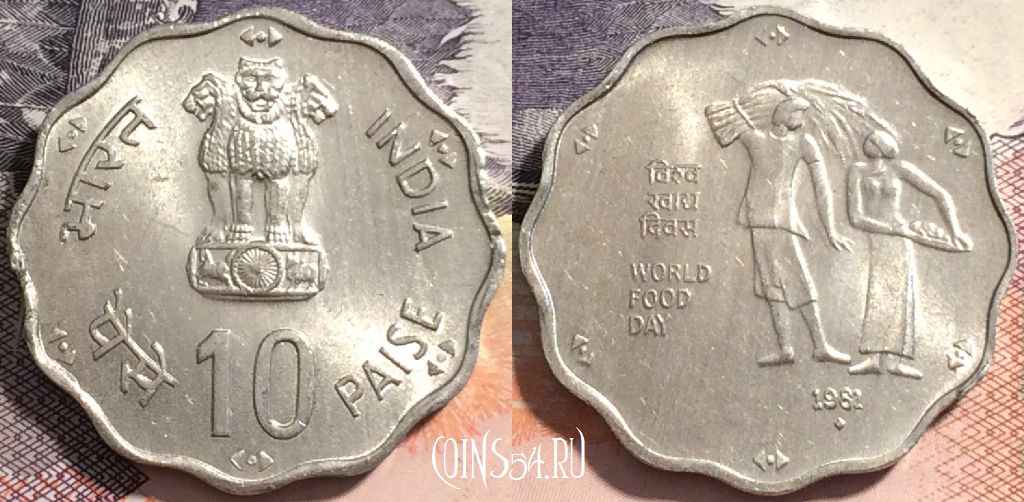 भारत
INDIA
पैसे
10
PAISE
विश्व
खाद्य
दिवस
WORLD
FOOD
DAY
1981
COINS54.RU